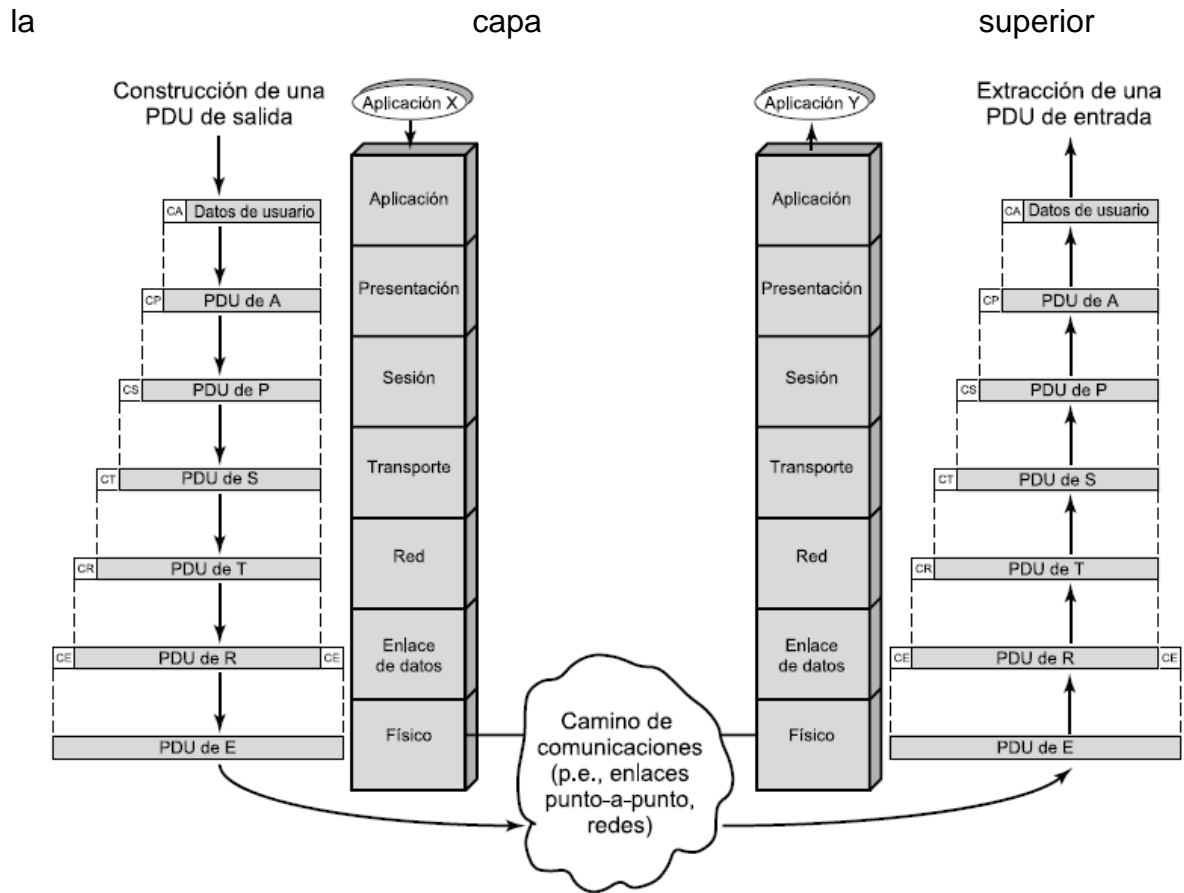 la capa superior
Construcción de una
PDU de salida
Aplicación X
Aplicación Y
Extracción de una
PDU de entrada
CA Datos de usuario
CP PDU de A
CS PDU de P
CT PDU de S
CR PDU de T
CE PDU de R CE
PDU de E
Aplicación
Presentación
Sesión
Transporte
Red
Enlace
de datos
Físico
Camino de
comunicaciones
(p.e., enlaces
punto-a-punto,
redes)
Aplicación
Presentación
Sesión
Transporte
Red
Enlace
de datos
Físico
CA Datos de usuario
CP PDU de A
CS PDU de P
CT PDU de S
CR PDU de T
CE PDU de R CE
PDU de E